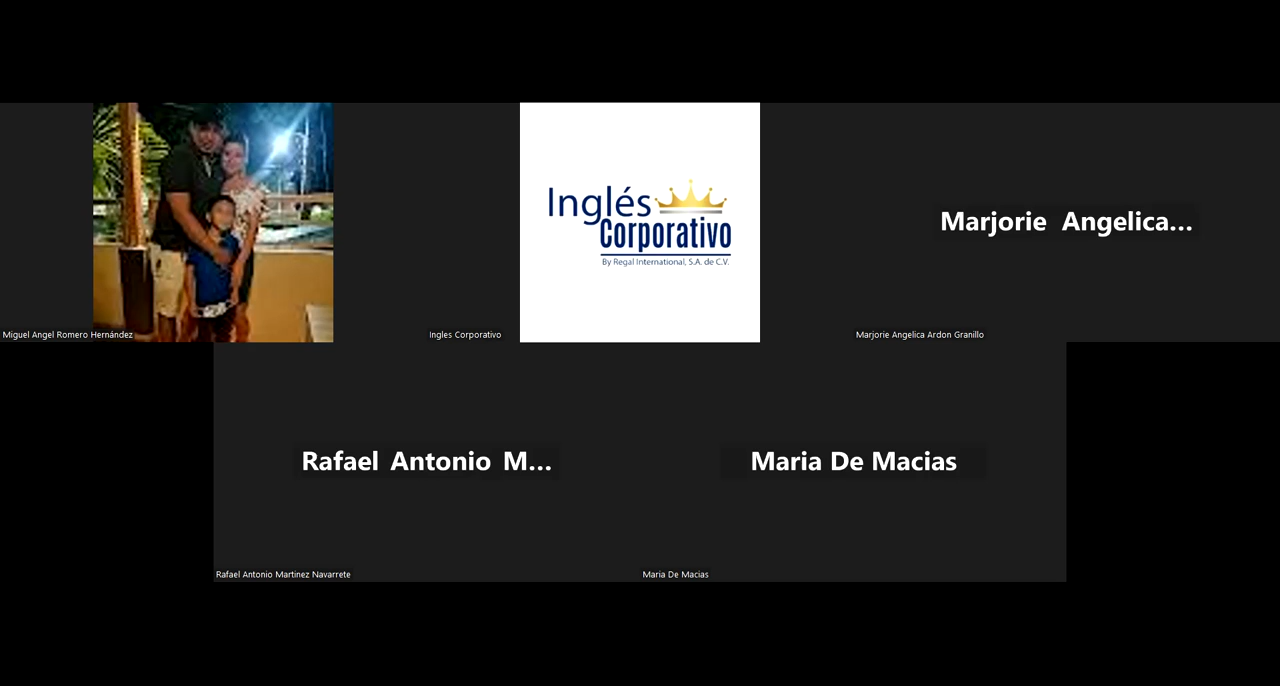 Inglés
Corporativo
By Regal International, S.A. de C.V.
Marjorie Angelica...
Miguel Angel Romero Hernández
Ingles Corporativo
Marjorie Angelica Ardon Granillo
Rafael Antonio M...
Maria De Macias
Rafael Antonio Martinez Navarrete
Maria De Macias